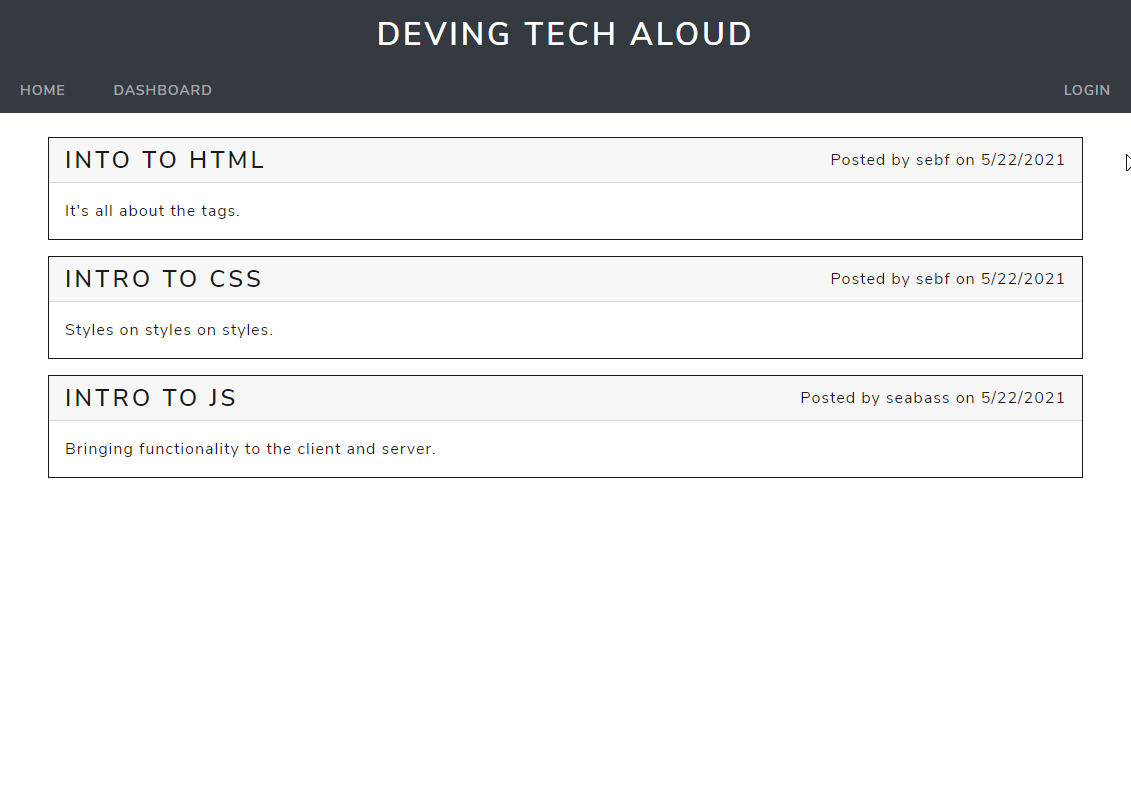 DEVING TECH ALOUD
HOME DASHBOARD LOGIN
INTO TO HTML Posted by sebf on 5/22/2021
It's all about the tags.
INTRO TO CSS Posted by sebf on 5/22/2021
Styles on styles on styles.
INTRO TO JS Posted by seabass on 5/22/2021
Bringing functionality to the client and server.